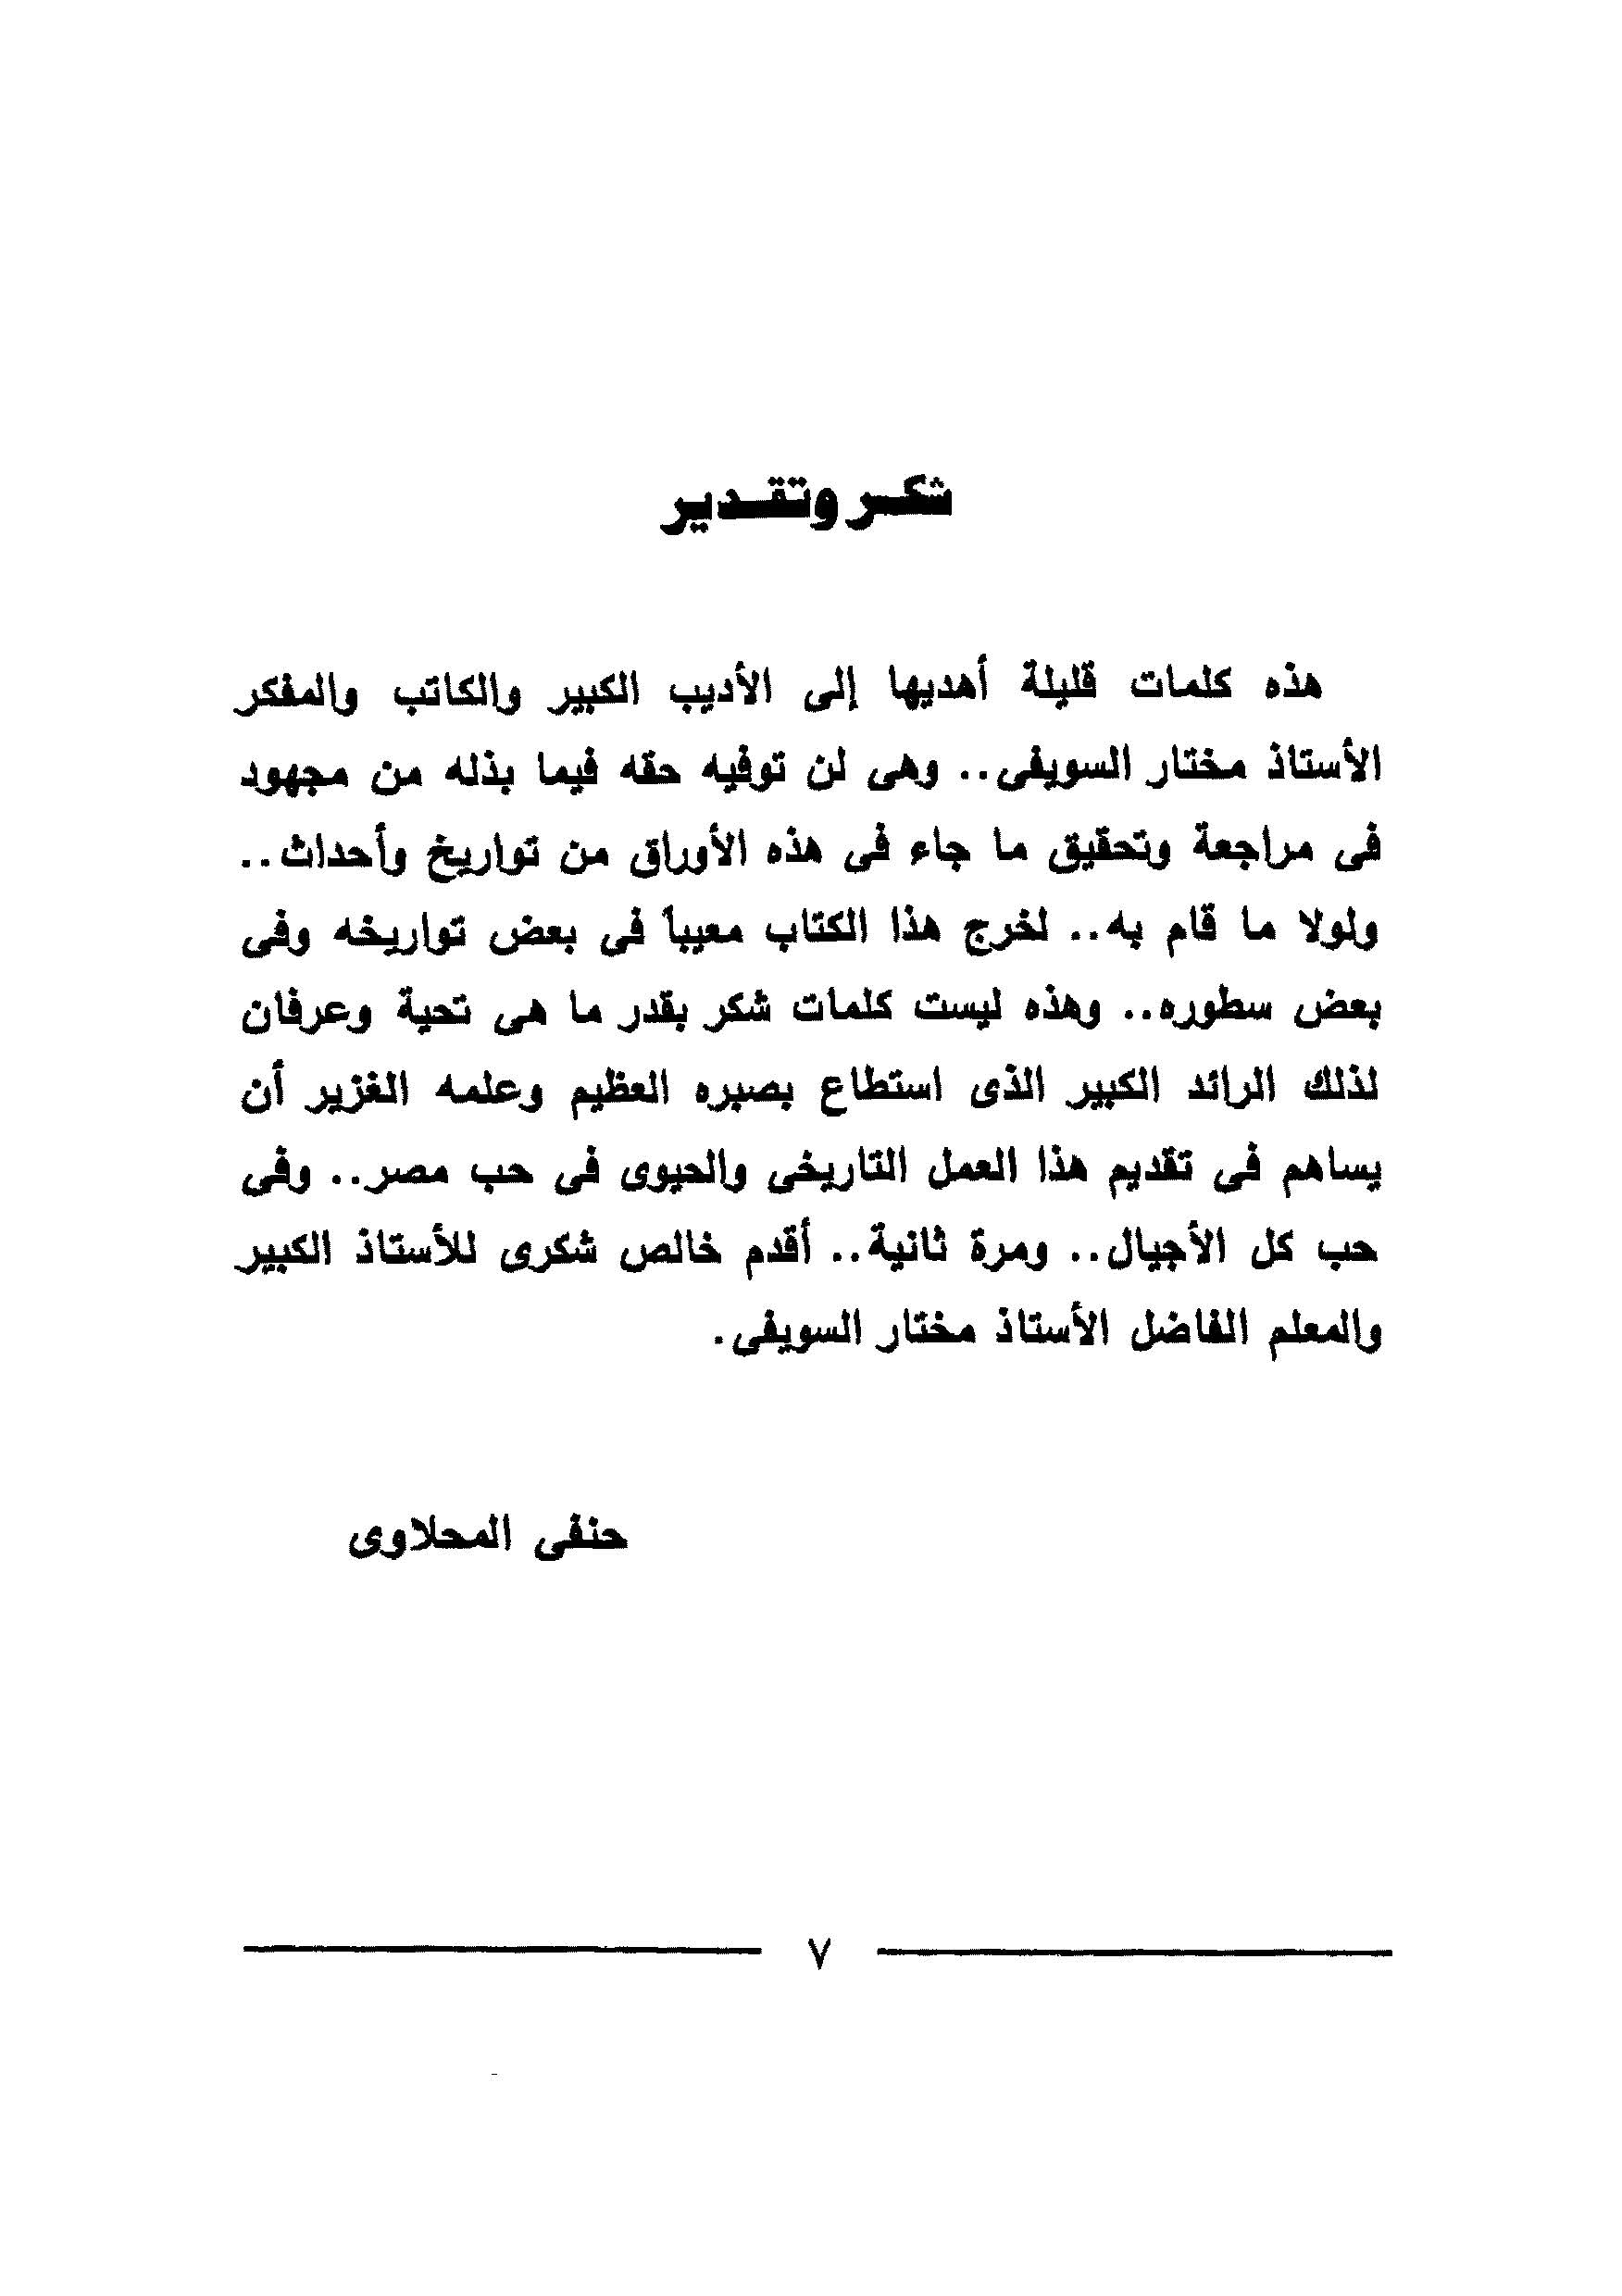 شكر وتقدير
هذه كلمات قليلة أهديها إلى الأديب الكبير والكاتب والمفكر
الأستاذ مختار السويفى.. وهى لن توفيه حقه فيما بذله من مجهود
فى مراجعة وتحقيق ما جاء فى هذه الأوراق من تواريخ وأحداث..
ولولا ما قام به.. لخرج هذا الكتاب معيباً فى بعض تواريخه وفى
بعض سطوره.. وهذه ليست كلمات شكر بقدر ما هى تحية وعرفان
لذلك الرائد الكبير الذى استطاع بصبره العظيم وعلمه الغزير أن
يساهم فى تقديم هذا العمل التاريخى والحيوى فى حب مصر.. وفى
حب كل الأجيال.. ومرة ثانية.. أقدم خالص شكرى للأستاذ الكبير
والمعلم الفاضل الأستاذ مختار السويفى.
حنفى المحلاوى
٧